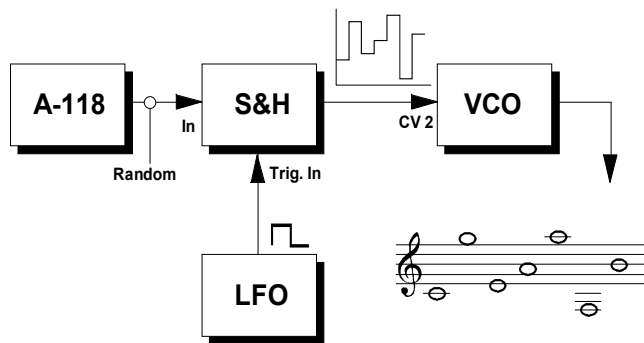 A-118
S&H
VCO
In
CV 2
Random
Trig. In
LFO